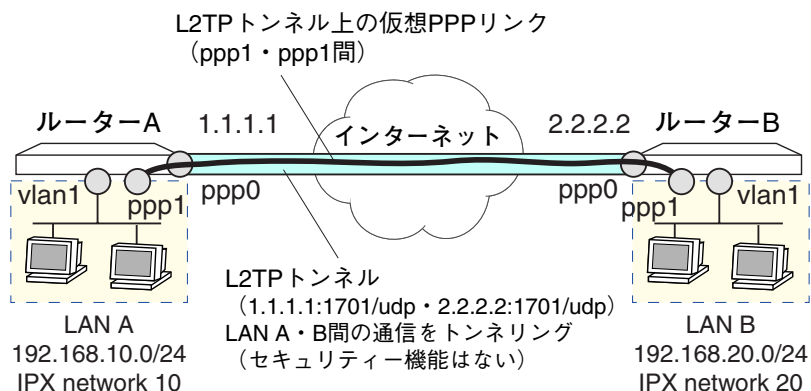 L2TPトンネル上の仮想PPPリンク
（ppp1・ppp1間）
ルーターA
1.1.1.1
インターネット
2.2.2.2
ルーターB
vlan1
ppp1
ppp0
ppp0
ppp1
vlan1
L2TPトンネル
（1.1.1.1:1701/udp・2.2.2.2:1701/udp）
LAN A・B間の通信をトンネリング
（セキュリティー機能はない）
LAN A
192.168.10.0/24
IPX network 10
LAN B
192.168.20.0/24
IPX network 20